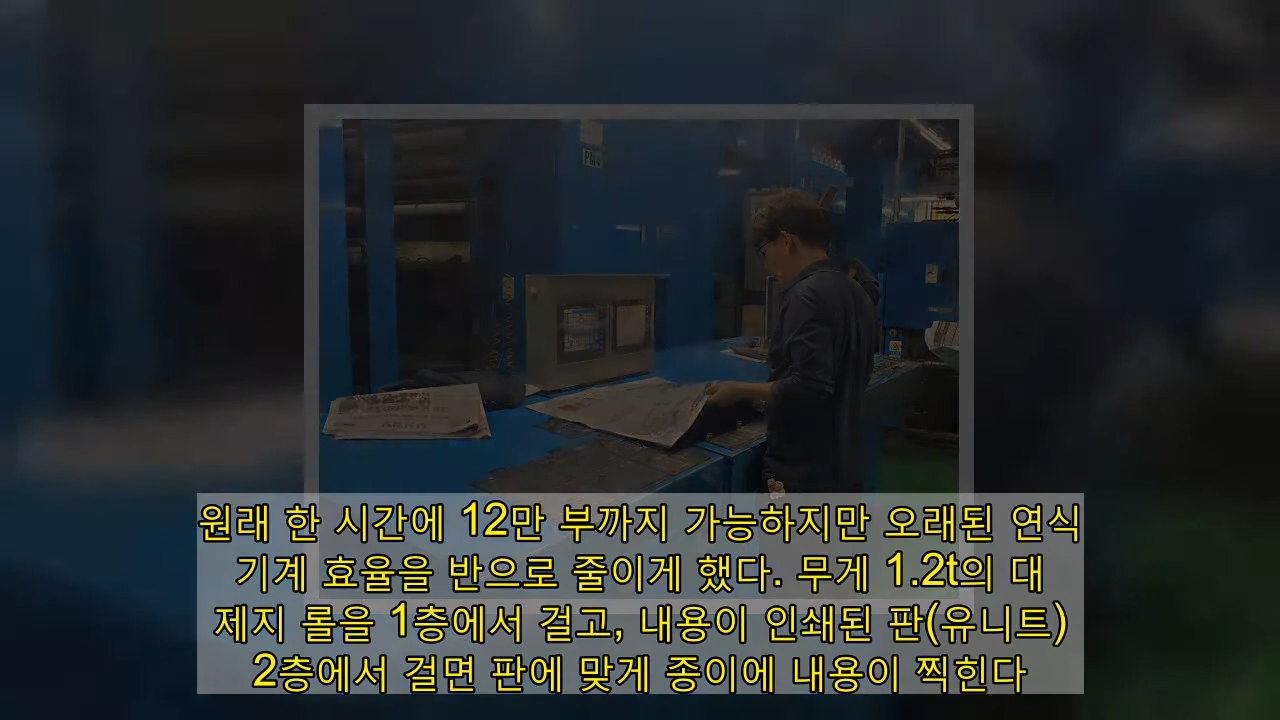 PM4
원래 한 시간에 12만 부까지 가능하지만 오래된 연식
기계 효율을 반으로 줄이게 했다. 무게 1.2t의 대
제지 롤을 1층에서 걸고, 내용이 인쇄된 판(유니트)
2층에서 걸면 판에 맞게 종이에 내용이 찍힌다